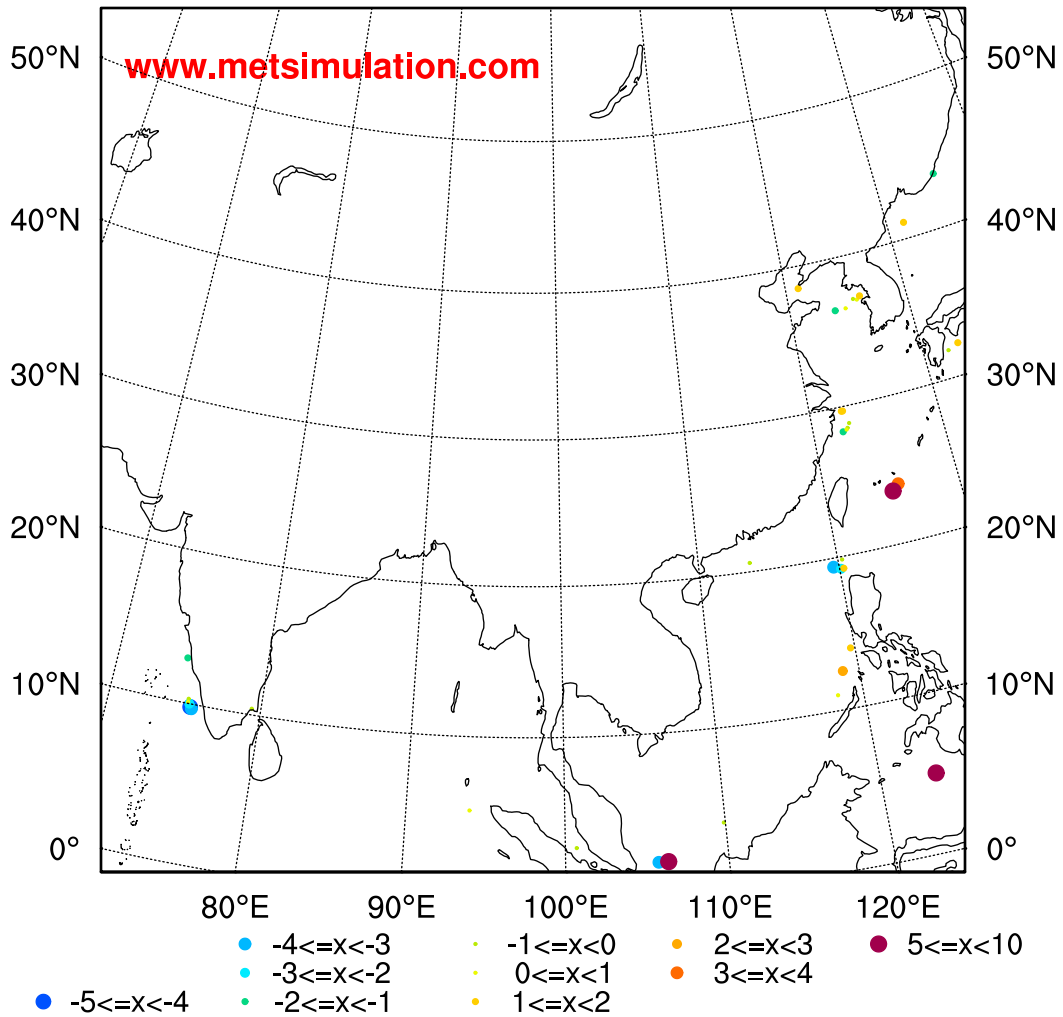 www.metsimulation.com
50°N 50°N
40°N 40°N
30°N 30°N
20°N 20°N
10°N 10°N
0° 0°
80°E 90°E 100°E 110°E 120°E
-4<=x<-3 -1<=x<0 2<=x<3 5<=x<10
-3<=x<-2 0<=x<1 3<=x<4
-5<=x<-4 -2<=x<-1 1<=x<2